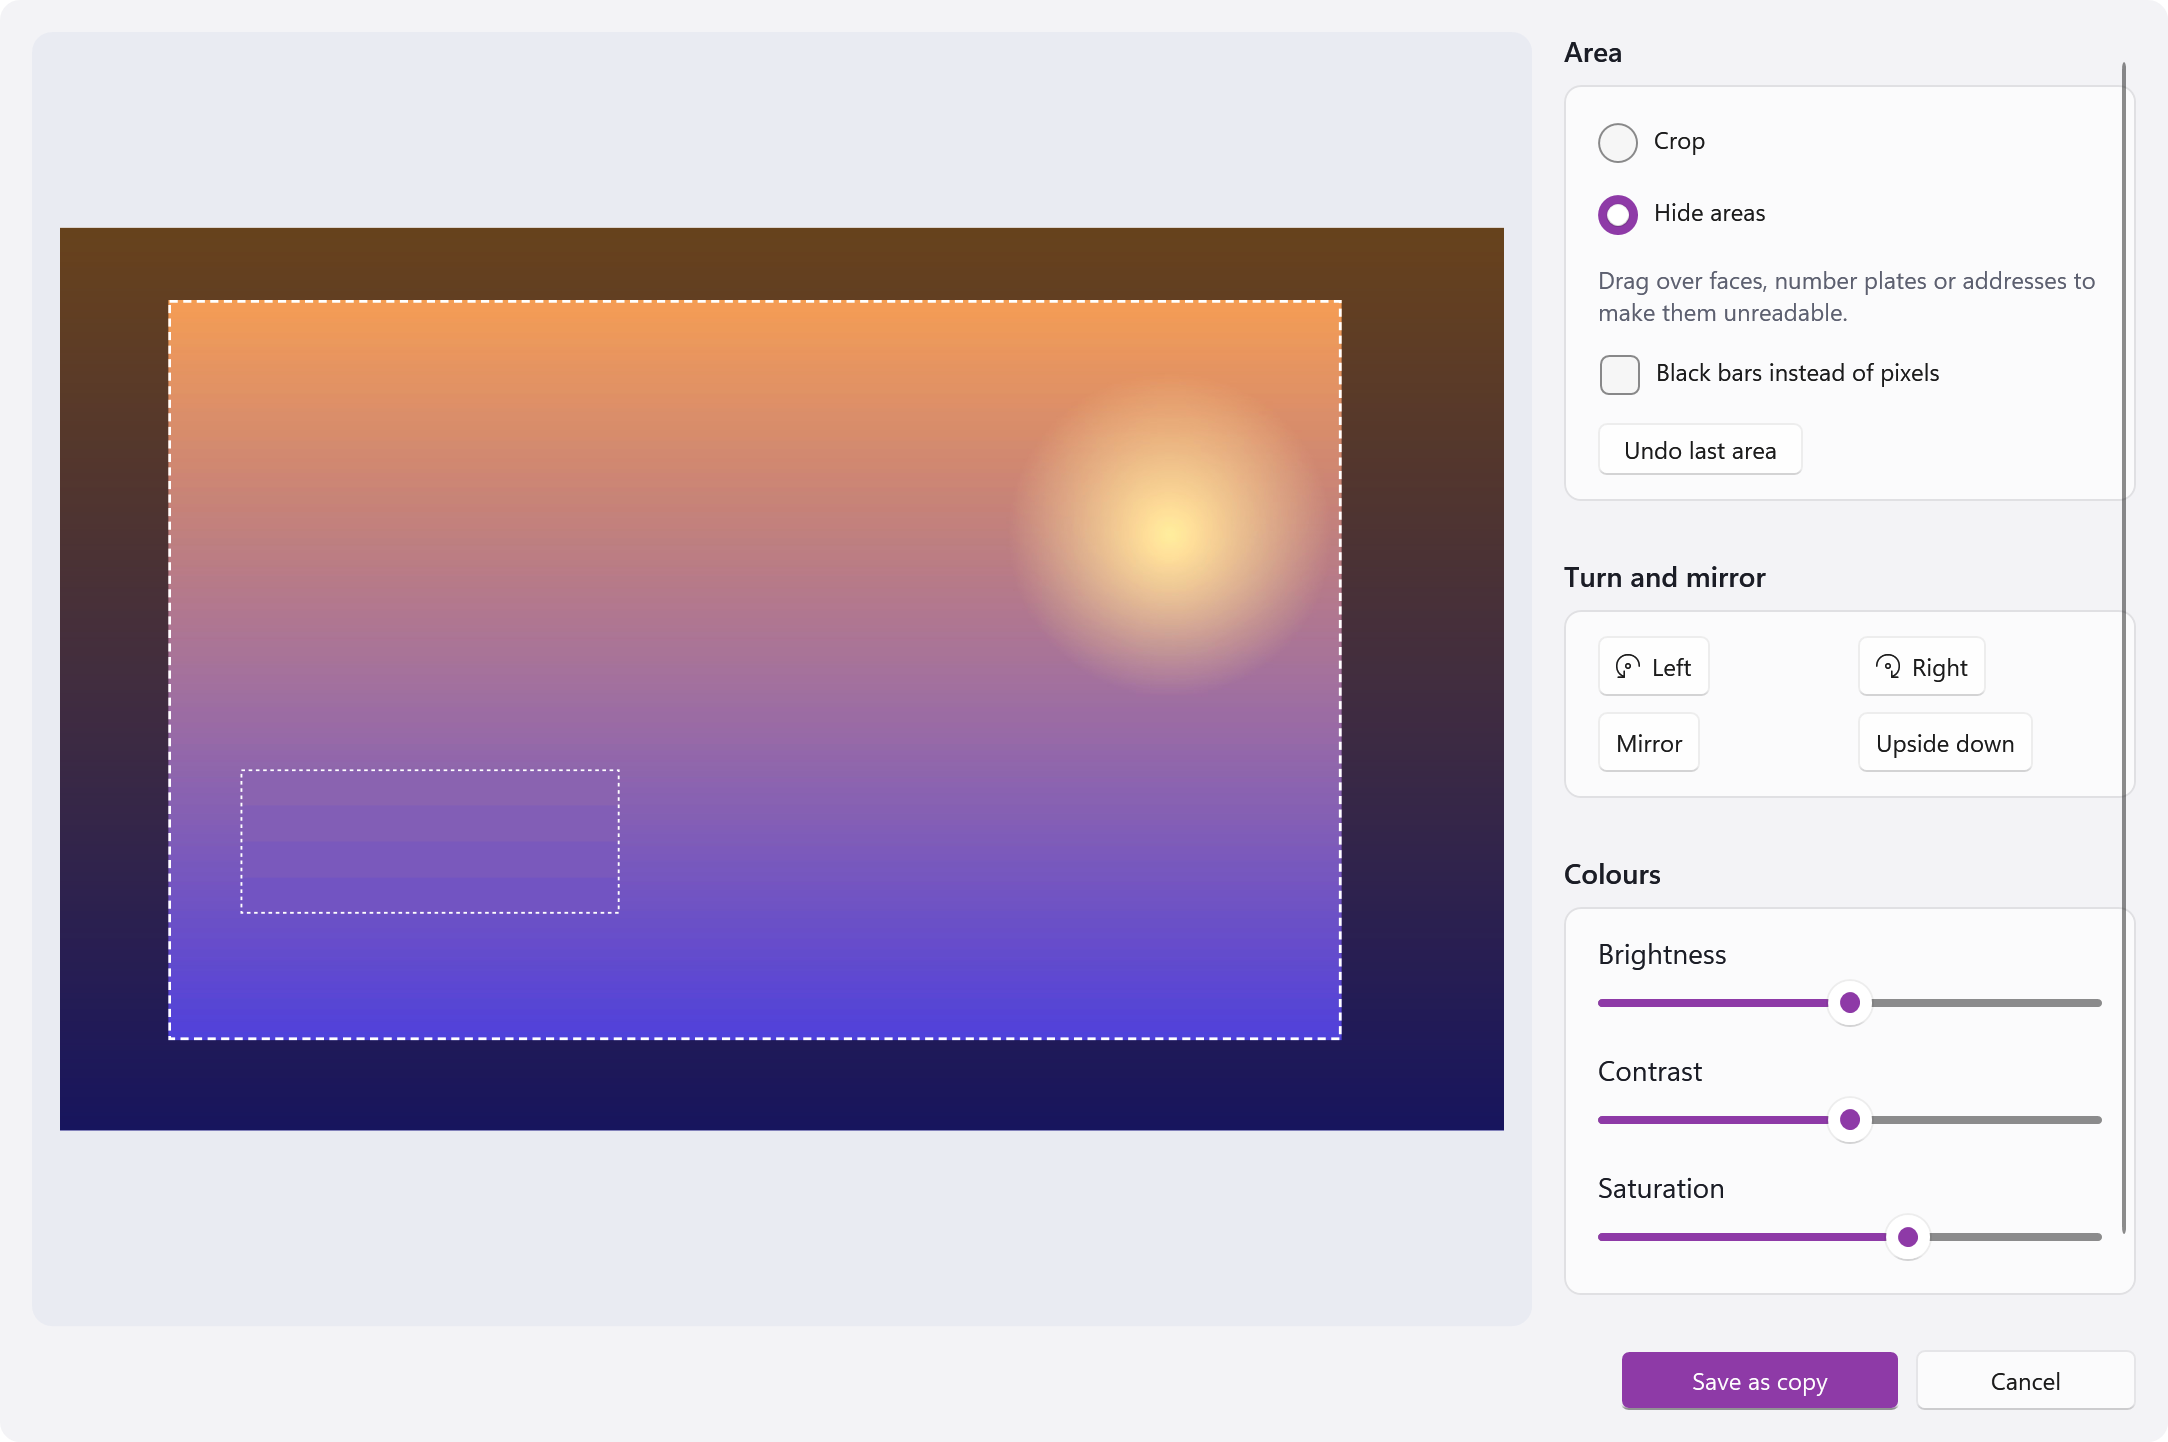 Area
Crop
Hide areas
Drag over faces, number plates or addresses to
make them unreadable.
Black bars instead of pixels
Undo last area
Turn and mirror
Left
Right
Mirror
Upside down
Colours
Brightness
Contrast
Saturation
Save as copy
Cancel